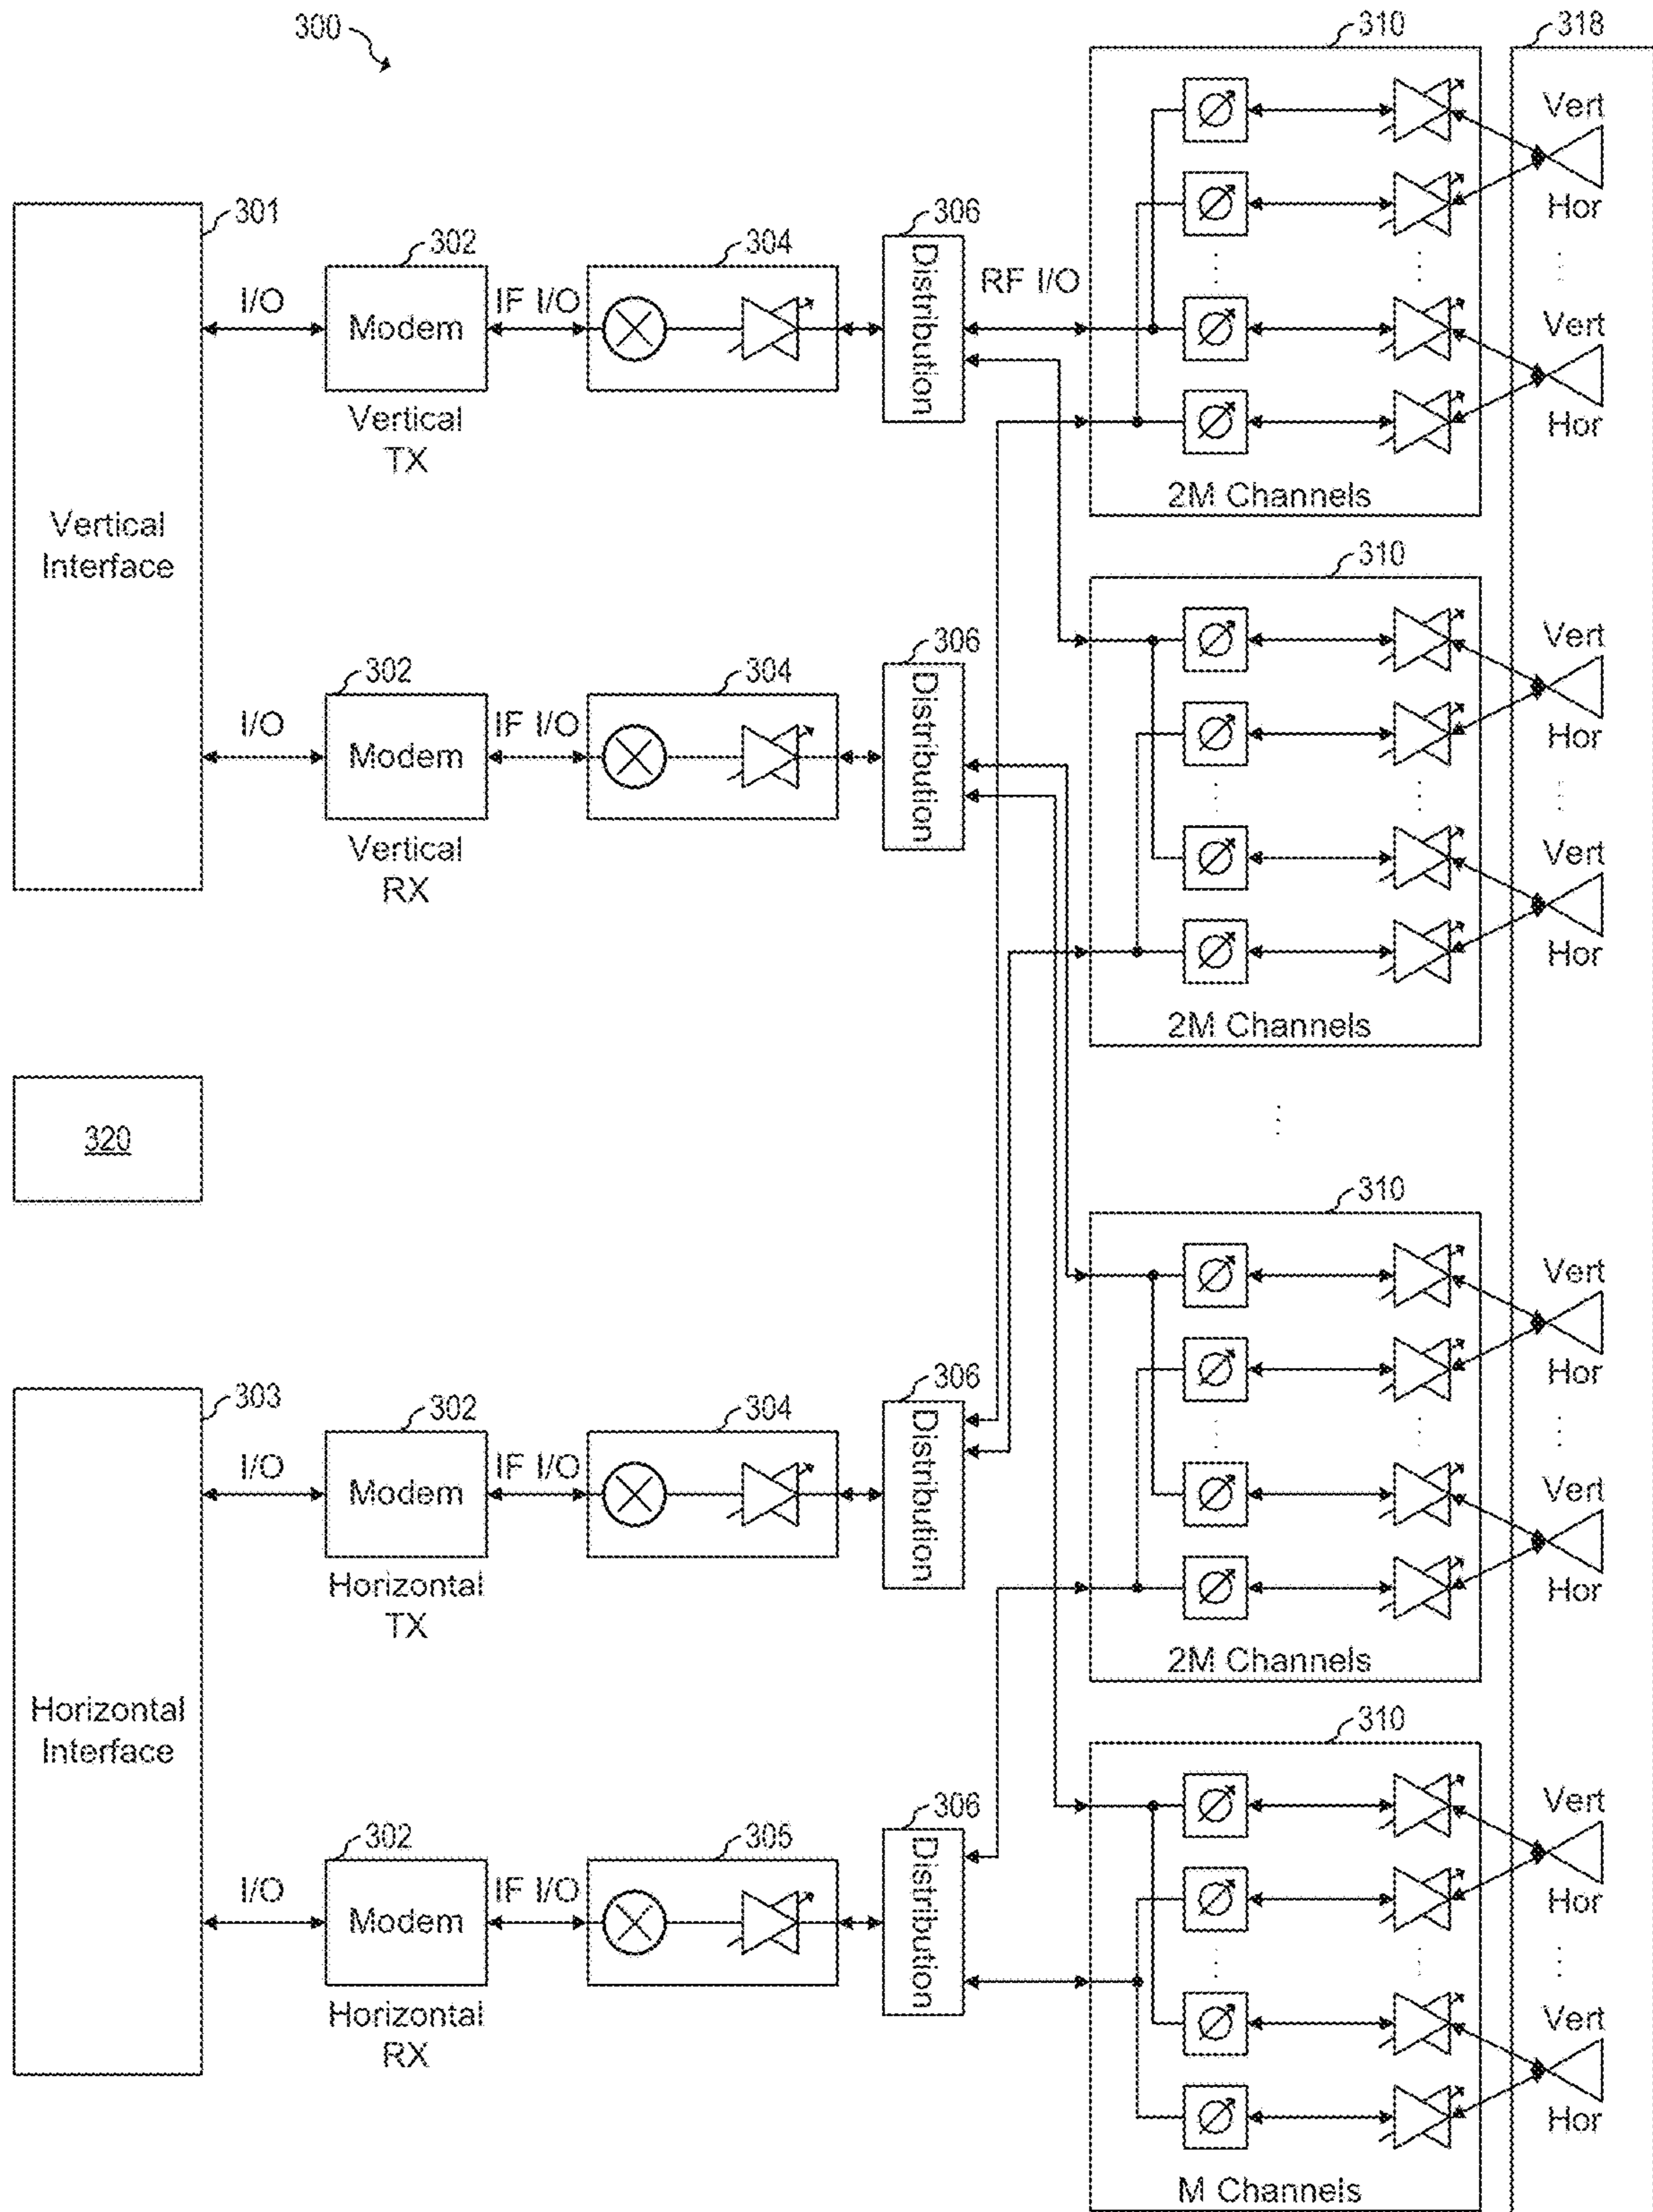 300
310
318
Vert
Hor
301
302
304
306
I/O
Modem
IF I/O
Distribution
RF I/O
Vert
Hor
Vertical
TX
2M Channels
Vertical
Interface
310
Vert
Hor
302
304
306
I/O
Modem
IF I/O
Distribution
Vertical
RX
Vert
Hor
2M Channels
320
310
Vert
Hor
303
302
304
306
I/O
Modem
IF I/O
Distribution
Horizontal
TX
Vert
Hor
2M Channels
Horizontal
Interface
310
Vert
Hor
302
305
306
I/O
Modem
IF I/O
Distribution
Horizontal
RX
Vert
Hor
M Channels